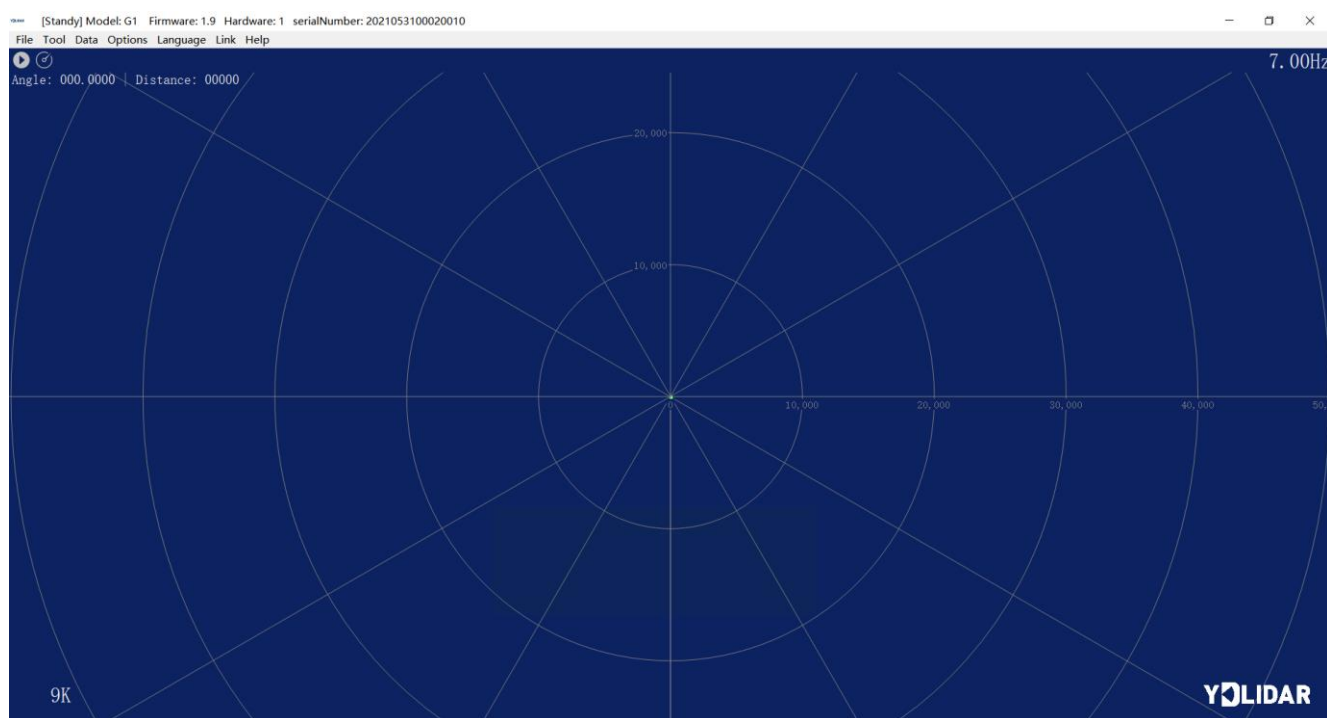 [Standy] Model: G1 Firmware: 1.9 Hardware: 1 serialNumber: 2021053100020010
File Tool Data Options Language Link Help
7.00Hz
Angle: 000.0000 | Distance: 00000
20,000
10,000
0 10,000 20,000 30,000 40,000 50,
9K
YDLIDAR